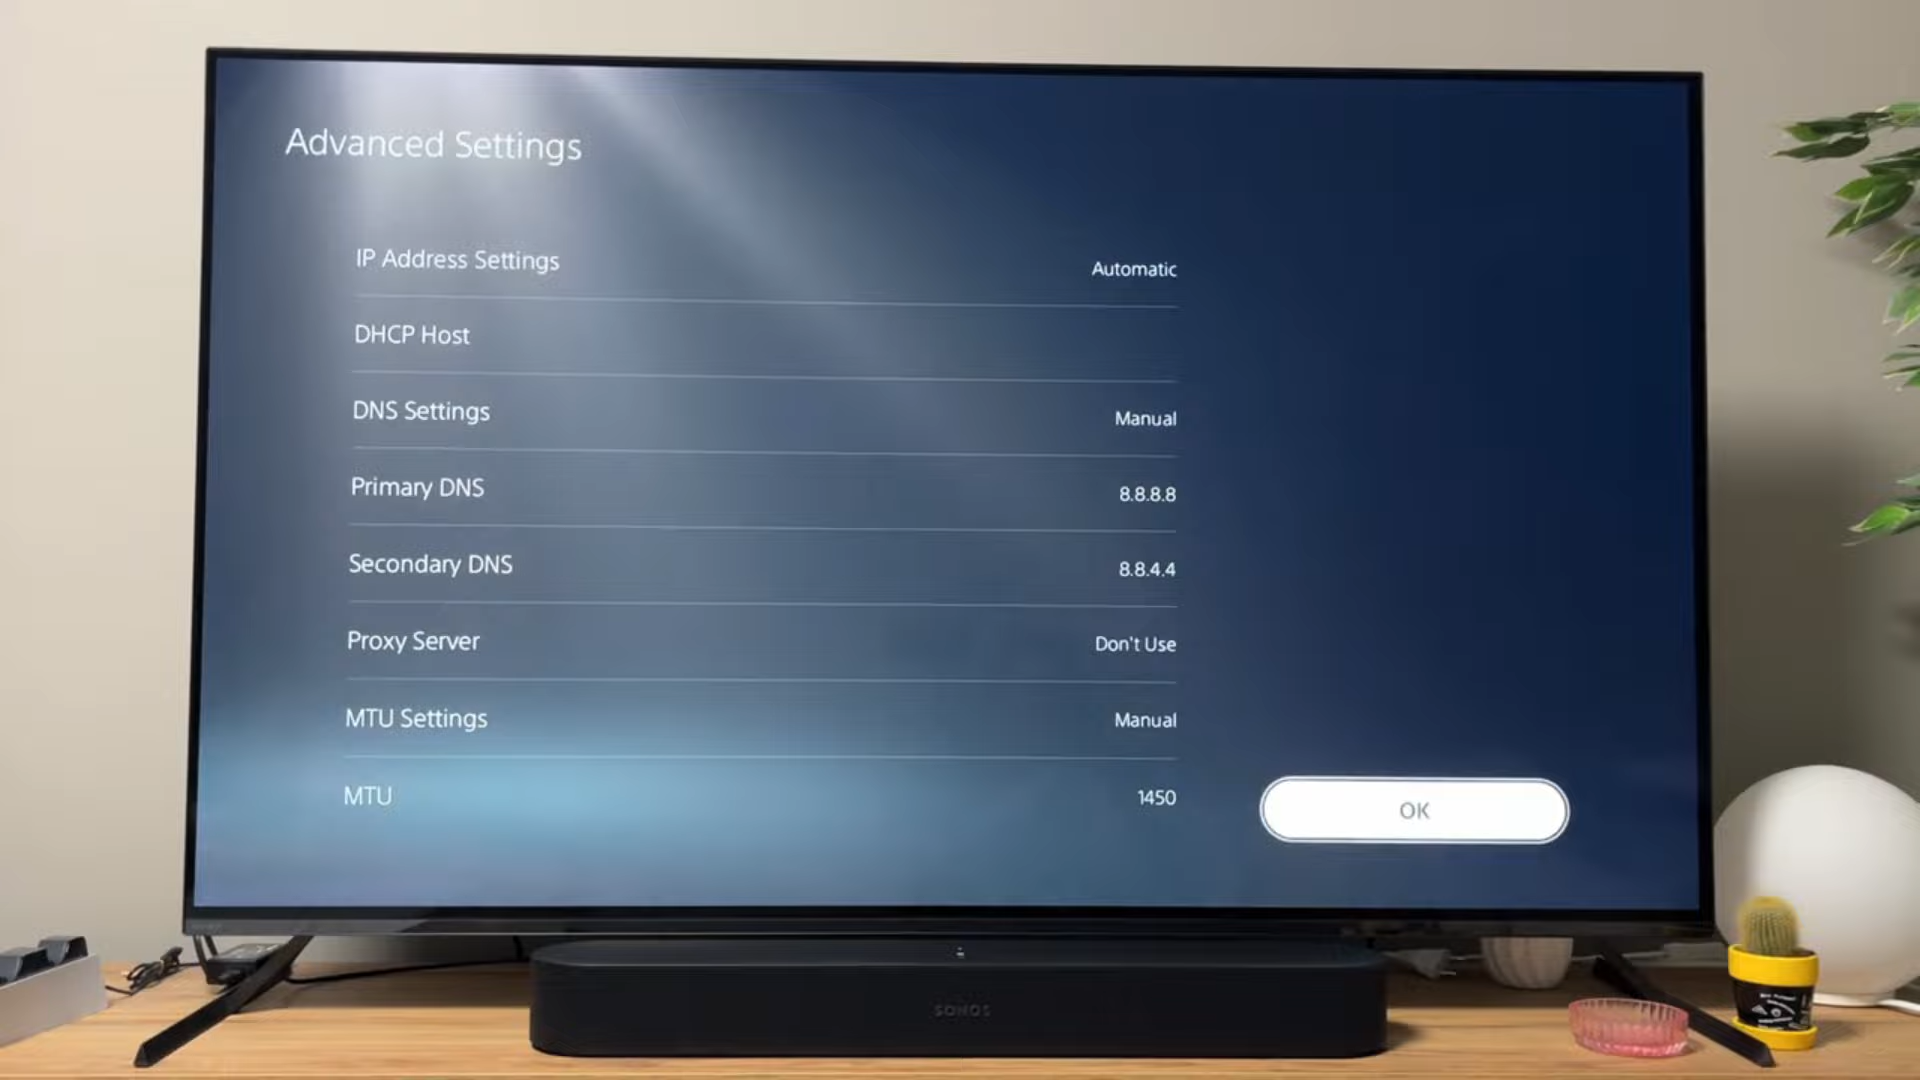 Advanced Settings
IP Address Settings Automatic
DHCP Host
DNS Settings Manual
Primary DNS 8.8.8.8
Secondary DNS 8.8.4.4
Proxy Server Don't Use
MTU Settings Manual
MTU 1450
OK
SONOS